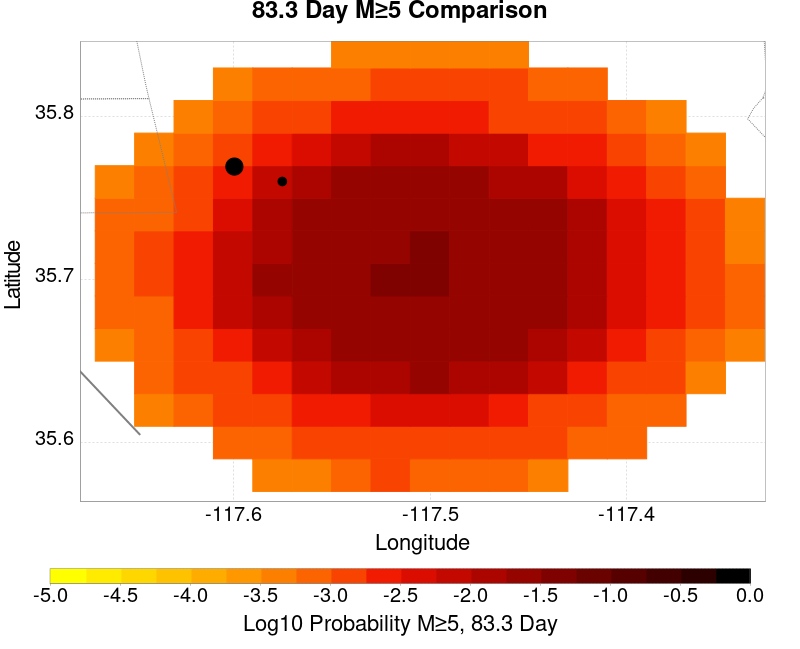 83.3 Day M≥5 Comparison
35.8
35.7
35.6
Latitude
-117.6 -117.5 -117.4
Longitude
-5.0 -4.5 -4.0 -3.5 -3.0 -2.5 -2.0 -1.5 -1.0 -0.5 0.0
Log10 Probability M≥5, 83.3 Day